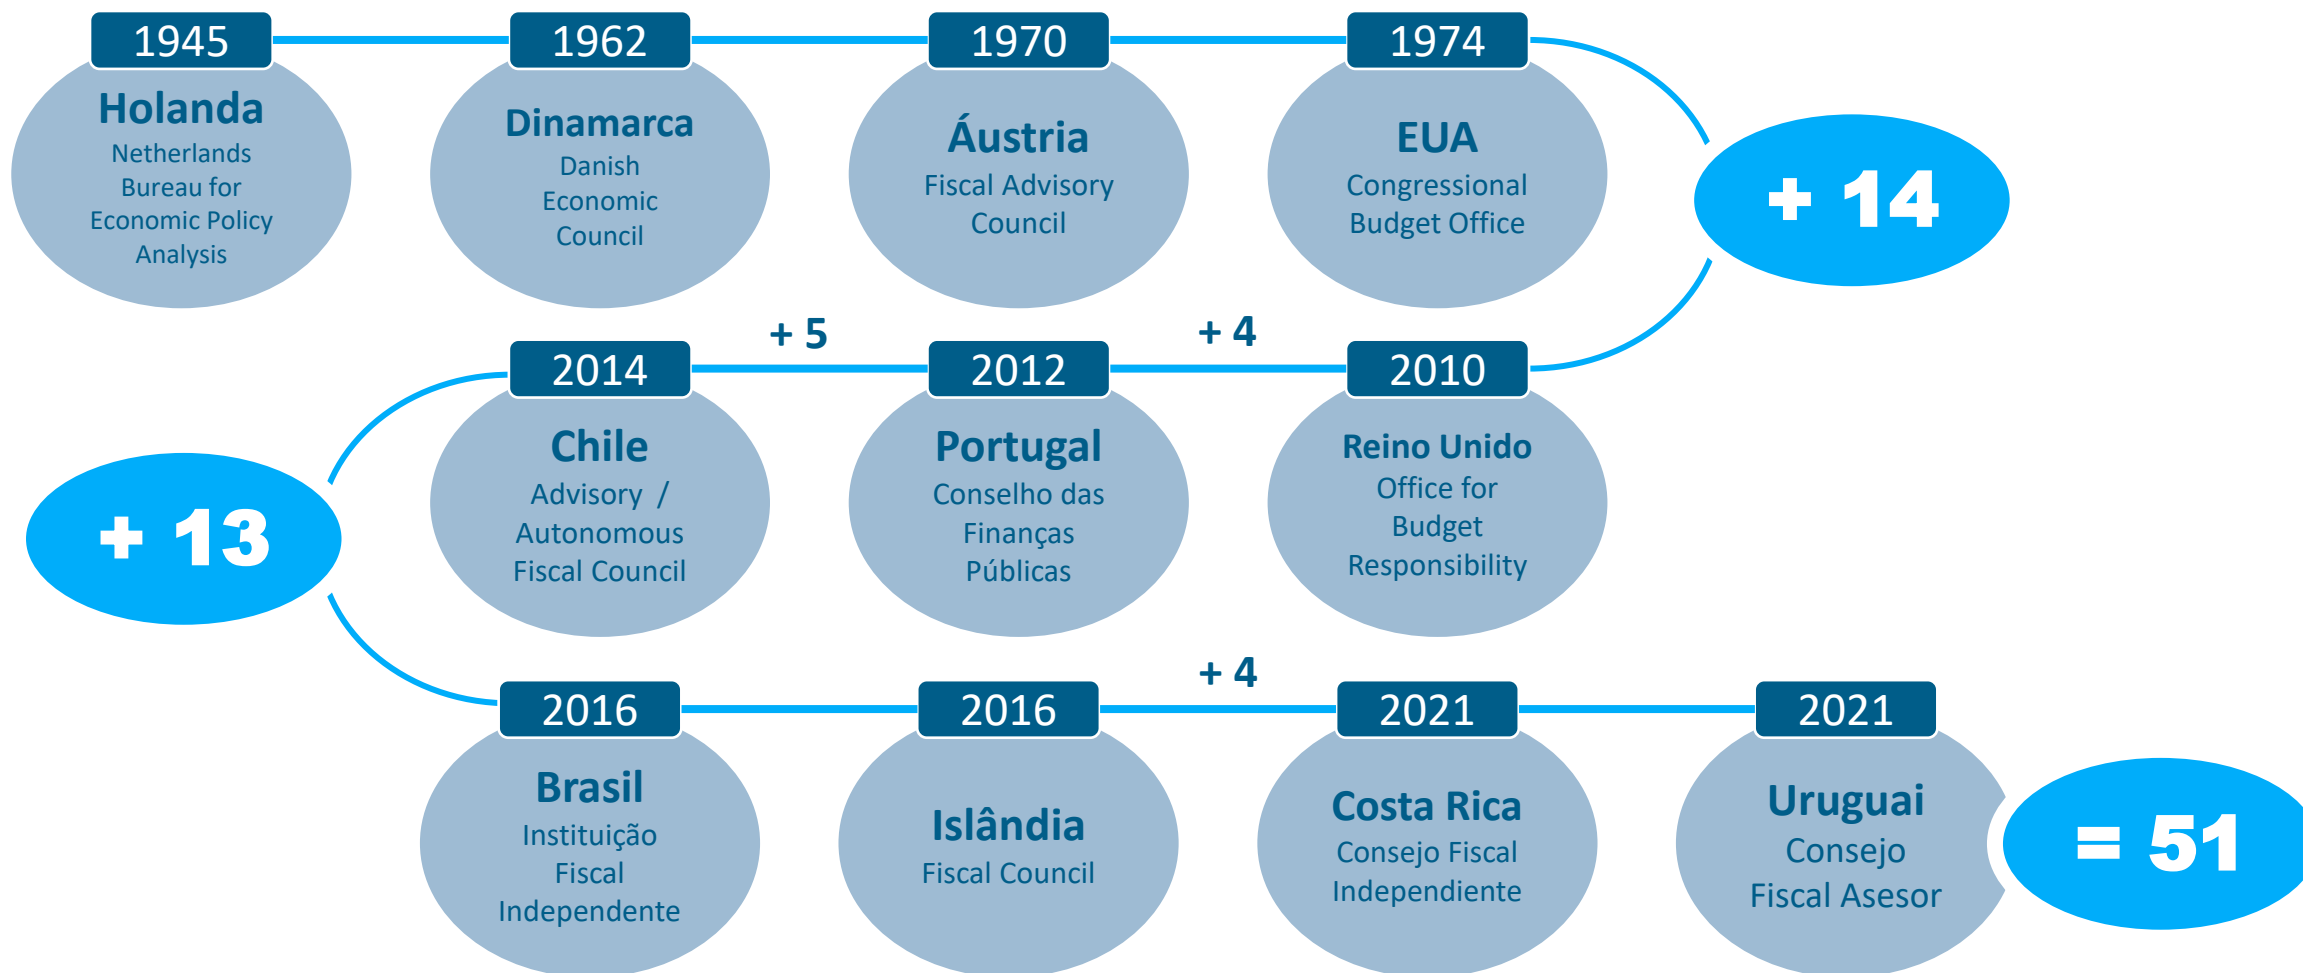 1945
Holanda
Netherlands
Bureau for
Economic Policy
Analysis
1962
Dinamarca
Danish
Economic
Council
1970
Áustria
Fiscal Advisory
Council
1974
EUA
Congressional
Budget Office
+ 14
2010
Reino Unido
Office for
Budget
Responsibility
+ 4
2012
Portugal
Conselho das
Finanças
Públicas
+ 5
2014
Chile
Advisory /
Autonomous
Fiscal Council
+ 13
2016
Brasil
Instituição
Fiscal
Independente
2016
Islândia
Fiscal Council
+ 4
2021
Costa Rica
Consejo Fiscal
Independiente
2021
Uruguai
Consejo
Fiscal Asesor
= 51